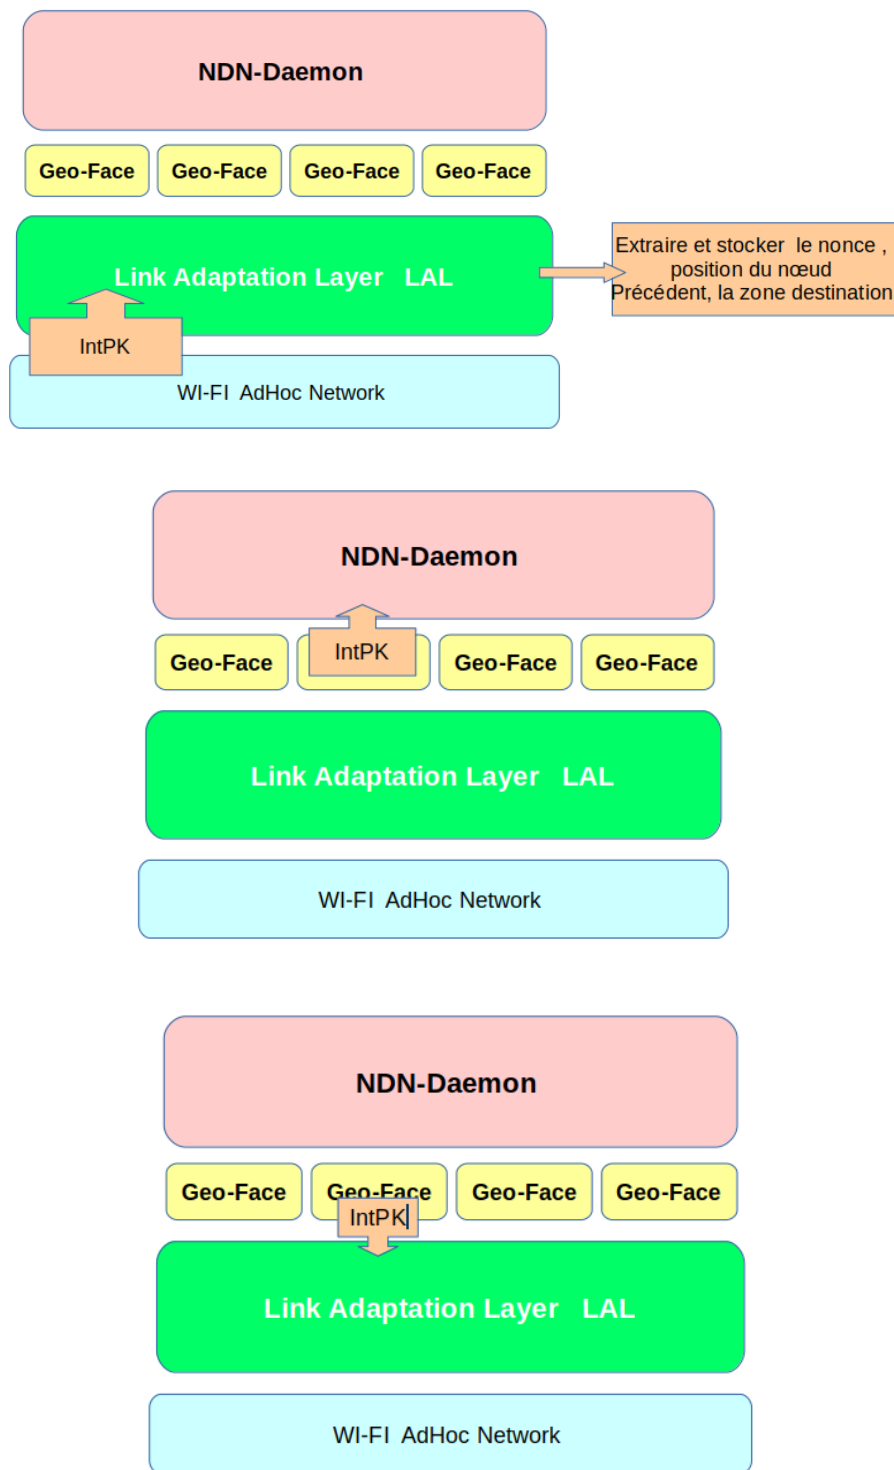 NDN-Daemon
Geo-Face Geo-Face Geo-Face Geo-Face
Link Adaptation Layer LAL
Extraire et stocker le nonce ,
position du nœud
Précédent, la zone destination
IntPK
WI-FI AdHoc Network
NDN-Daemon
Geo-Face IntPK Geo-Face Geo-Face
Link Adaptation Layer LAL
WI-FI AdHoc Network
NDN-Daemon
Geo-Face Geo-Face Geo-Face Geo-Face
IntPK
Link Adaptation Layer LAL
WI-FI AdHoc Network